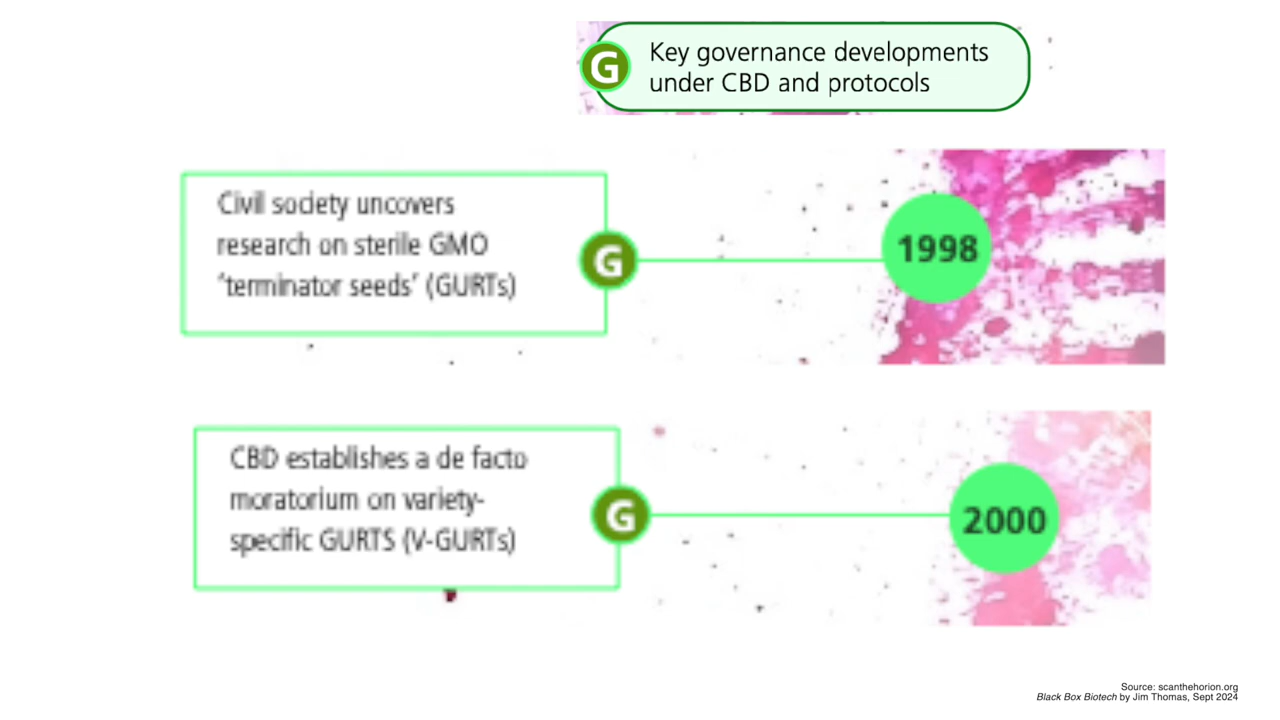 G
Key governance developments
under CBD and protocols
Civil society uncovers
research on sterile GMO
‘terminator seeds’ (GURTs)
G
1998
CBD establishes a de facto
moratorium on variety-
specific GURTS (V-GURTs)
G
2000
Source: scanthehorion.org
Black Box Biotech by Jim Thomas, Sept 2024